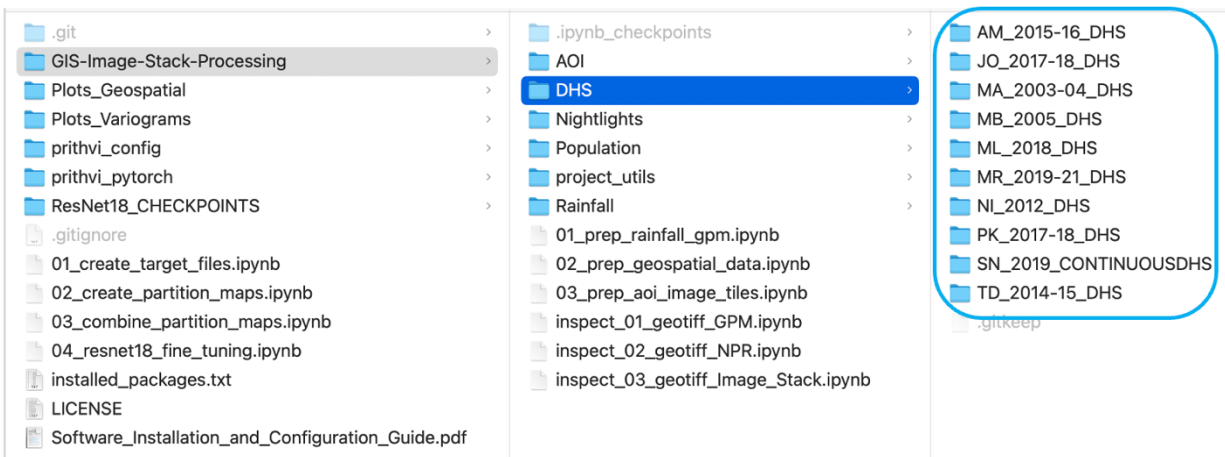 .git
GIS-Image-Stack-Processing
Plots_Geospatial
Plots_Variograms
prithvi_config
prithvi_pytorch
ResNet18_CHECKPOINTS
.gitignore
01_create_target_files.ipynb
02_create_partition_maps.ipynb
03_combine_partition_maps.ipynb
04_resnet18_fine_tuning.ipynb
installed_packages.txt
LICENSE
Software_Installation_and_Configuration_Guide.pdf
.ipynb_checkpoints
AOI
DHS
Nightlights
Population
project_utils
Rainfall
01_prep_rainfall_gpm.ipynb
02_prep_geospatial_data.ipynb
03_prep_aoi_image_tiles.ipynb
inspect_01_geotiff_GPM.ipynb
inspect_02_geotiff_NPR.ipynb
inspect_03_geotiff_Image_Stack.ipynb
AM_2015-16_DHS
JO_2017-18_DHS
MA_2003-04_DHS
MB_2005_DHS
ML_2018_DHS
MR_2019-21_DHS
NI_2012_DHS
PK_2017-18_DHS
SN_2019_CONTINUOUSDHS
TD_2014-15_DHS
.gitkeep